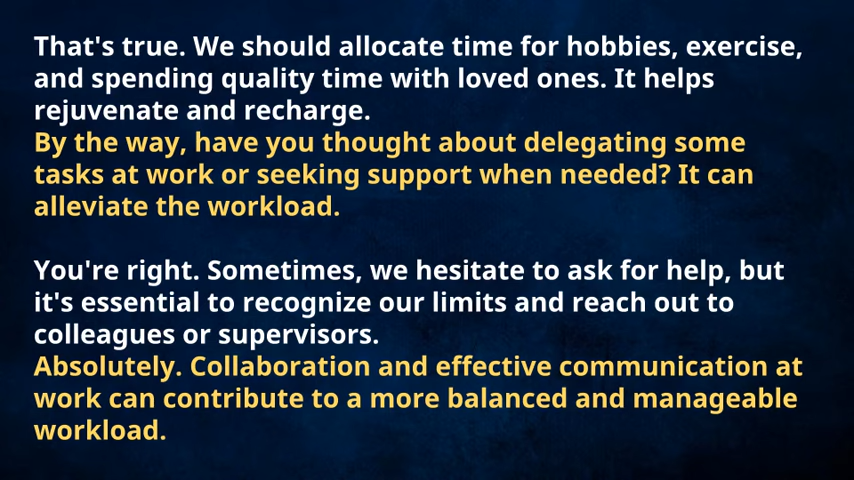 That's true. We should allocate time for hobbies, exercise,
and spending quality time with loved ones. It helps
rejuvenate and recharge.
By the way, have you thought about delegating some
tasks at work or seeking support when needed? It can
alleviate the workload.
You're right. Sometimes, we hesitate to ask for help, but
it's essential to recognize our limits and reach out to
colleagues or supervisors.
Absolutely. Collaboration and effective communication at
work can contribute to a more balanced and manageable
workload.